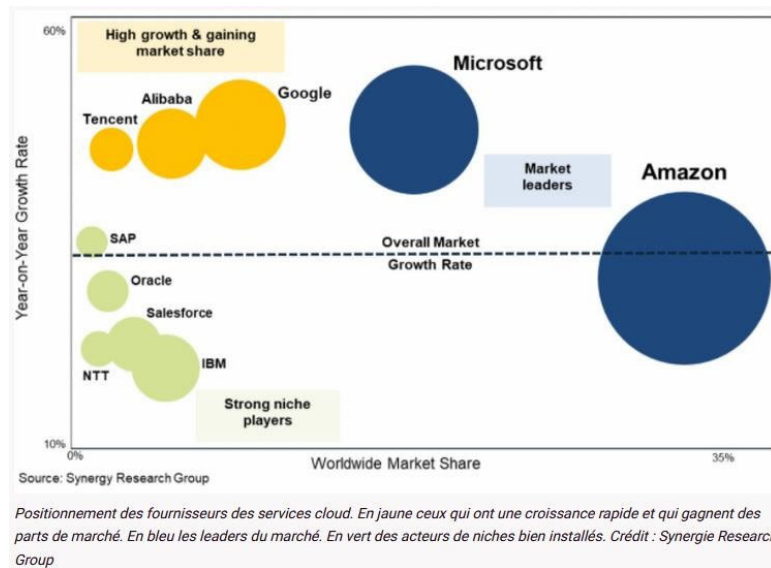 60%
High growth & gaining
market share
Microsoft
Google
Alibaba
Tencent
Market
leaders
Amazon
Year-on-Year Growth Rate
SAP
Overall Market
Growth Rate
Oracle
Salesforce
NTT
IBM
Strong niche
players
10%
0%
Worldwide Market Share
35%
Source: Synergy Research Group
Positionnement des fournisseurs des services cloud. En jaune ceux qui ont une croissance rapide et qui gagnent des
parts de marché. En bleu les leaders du marché. En vert des acteurs de niches bien installés. Crédit : Synergie Research
Group